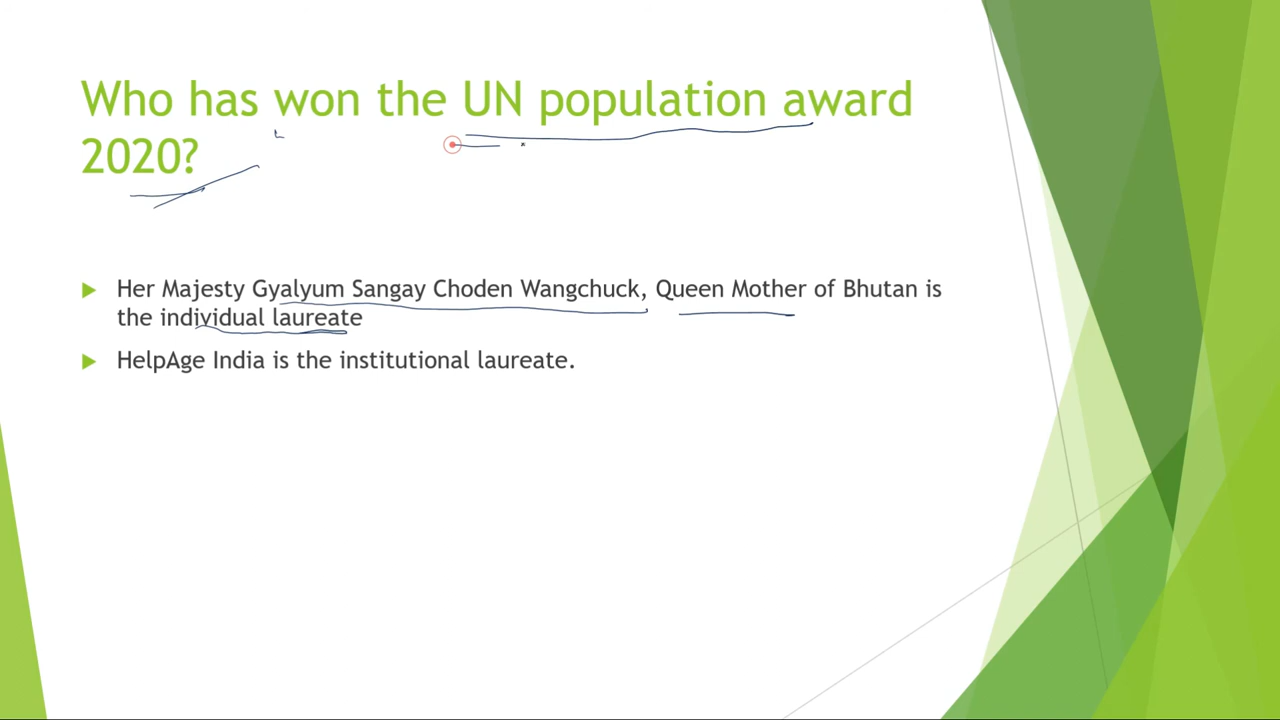 Who has won the UN population award
2020?
Her Majesty Gyalyum Sangay Choden Wangchuck, Queen Mother of Bhutan is
the individual laureate
HelpAge India is the institutional laureate.